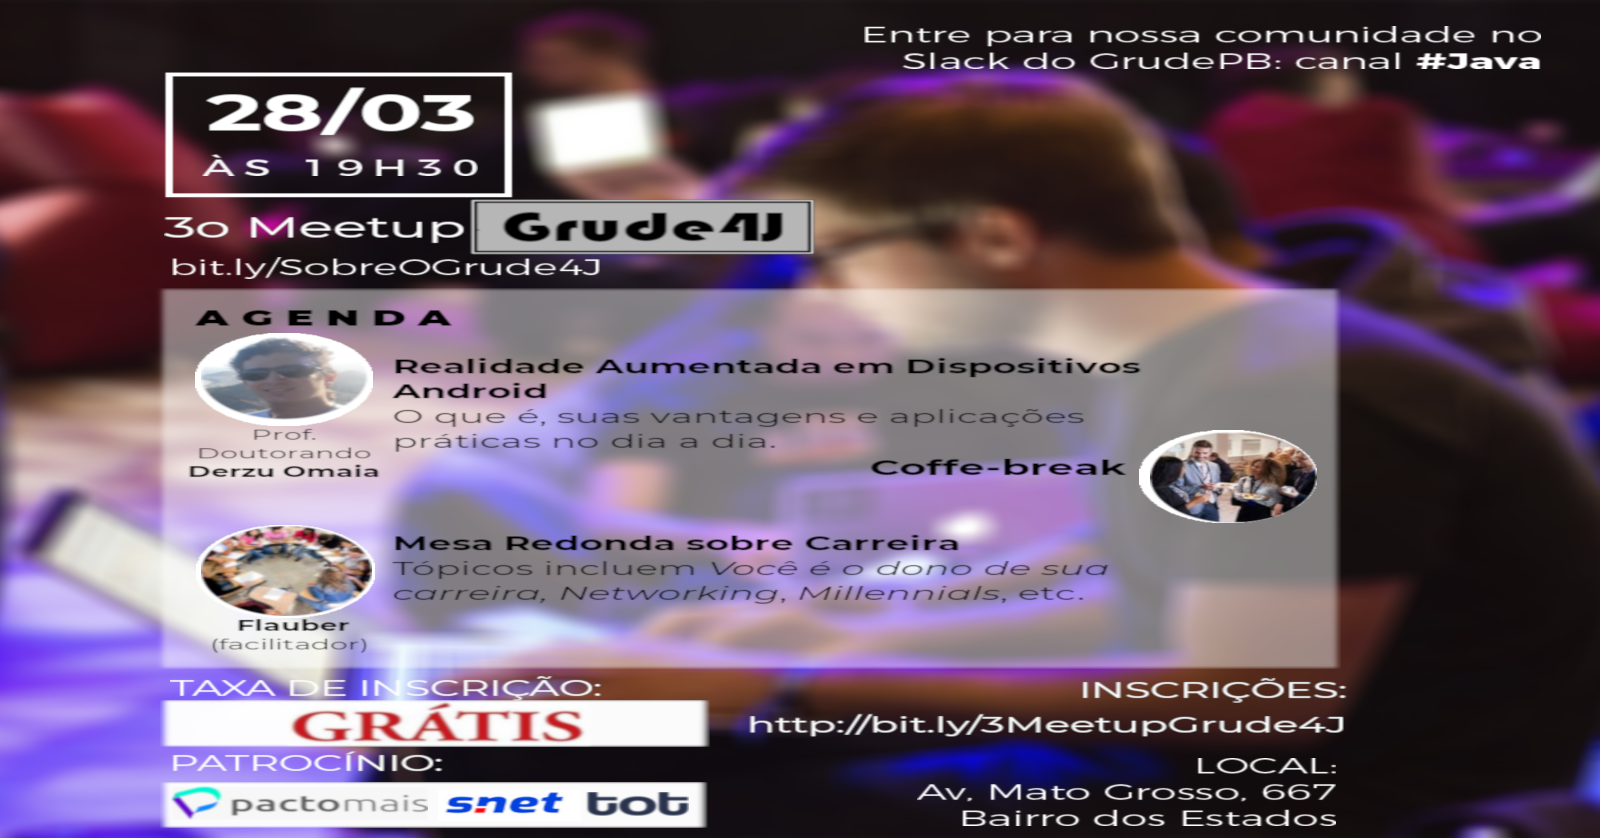 Entre para nossa comunidade no
Slack do GrudePB: canal #Java
28/03
ÀS 19H30
3o Meetup Grude4J
bit.ly/SobreOGrude4J
AGENDA
Realidade Aumentada em Dispositivos
Android
O que é, suas vantagens e aplicações
práticas no dia a dia.
Prof.
Doutorando
Derzu Omaia
Coffe-break
Mesa Redonda sobre Carreira
Tópicos incluem Você é o dono de sua
carreira, Networking, Millennials, etc.
Flauber
(facilitador)
TAXA DE INSCRIÇÃO:
GRÁTIS
PATROCÍNIO:
pactomais snet tot
INSCRIÇÕES:
http://bit.ly/3MeetupGrude4J
LOCAL:
Av, Mato Grosso, 667
Bairro dos Estados